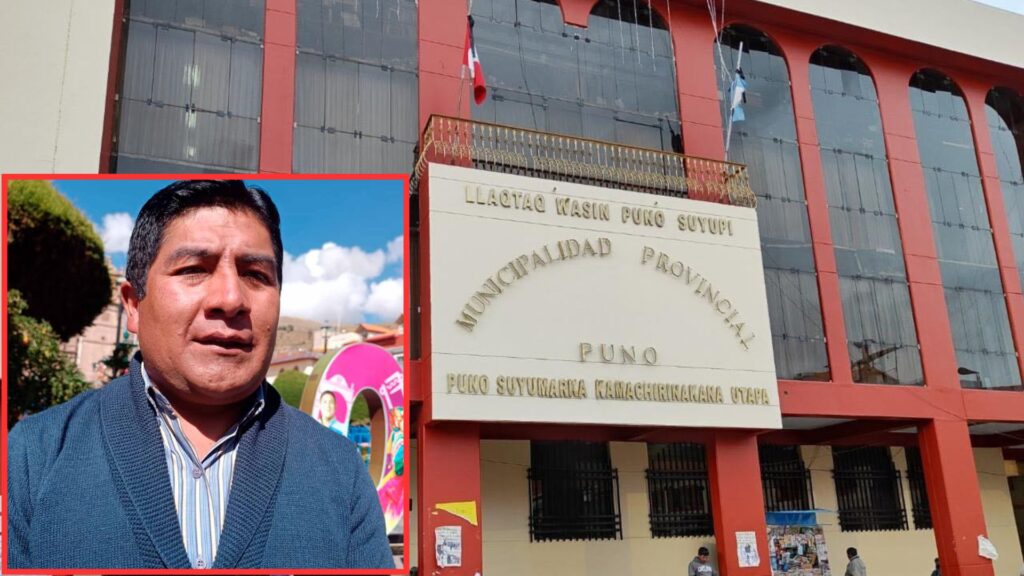 LLAQTAQ WASIN PUNO SUYUPI
MUNICIPALIDAD PROVINCIAL
PUNO
PUNO SUYUMARKA KAMACHIRINAKANA UTAPA